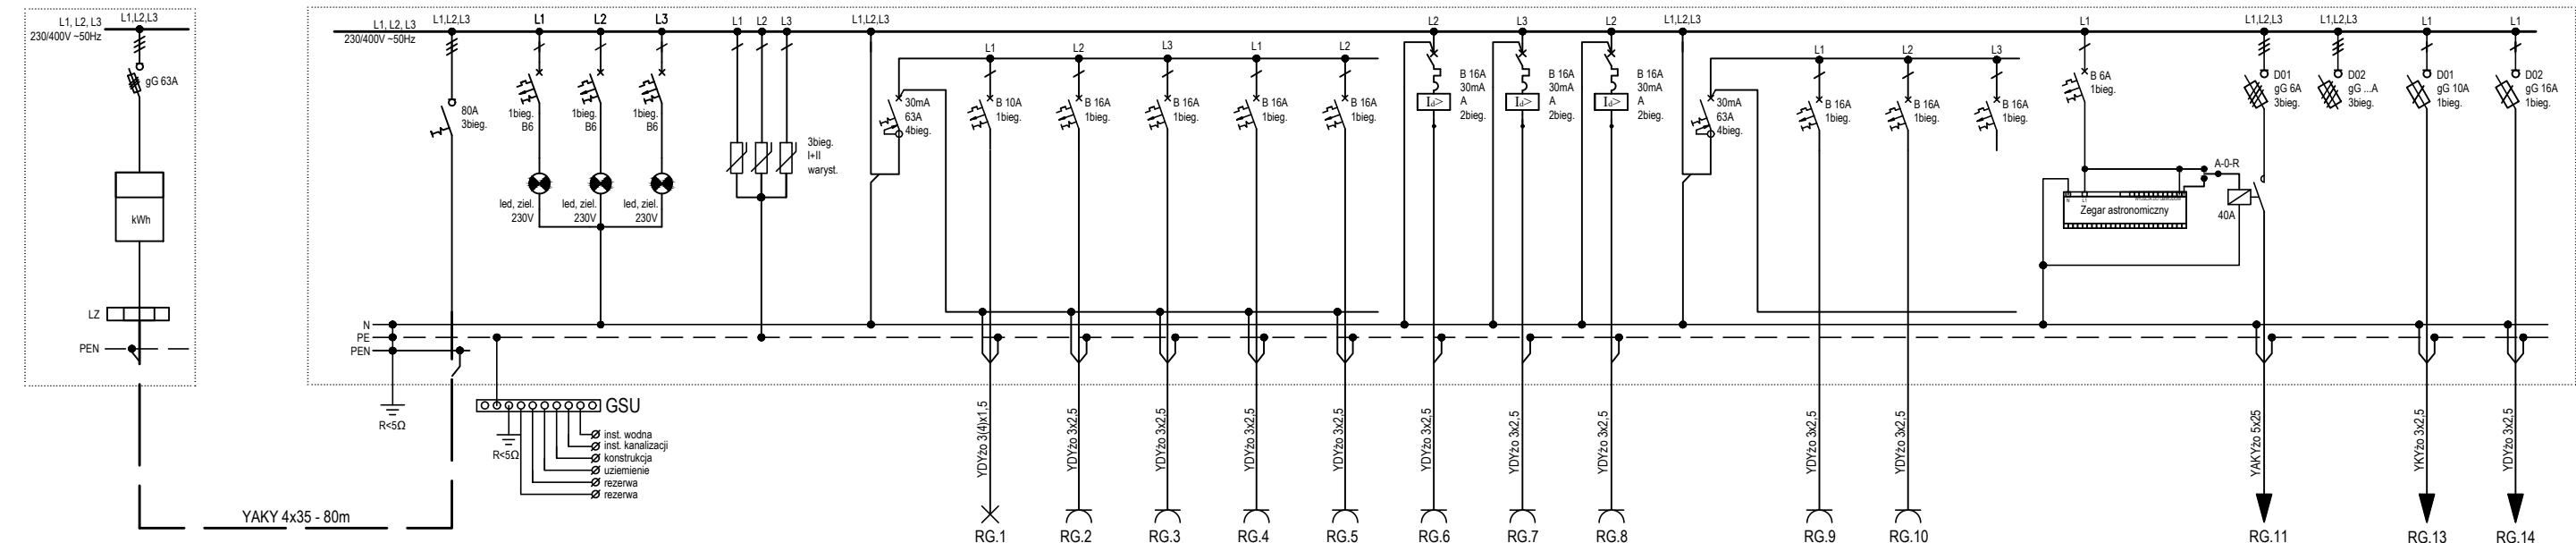 L1, L2, L3
230/400V ~50Hz
L1,L2,L3
gG 63A
kWh
LZ
PEN
YAKY 4x35 - 80m
L1, L2, L3
230/400V ~50Hz
L1,L2,L3
80A
3bieg.
L1
L2
L3
1bieg.
B6
1bieg.
B6
1bieg.
B6
led, ziel.
230V
led, ziel.
230V
led, ziel.
230V
L1
L2
L3
3bieg.
I+II
waryst.
L1,L2,L3
30mA
63A
4bieg.
L1
B 10A
1bieg.
L2
B 16A
1bieg.
L3
B 16A
1bieg.
L1
B 16A
1bieg.
L2
B 16A
1bieg.
L2
B 16A
30mA
A
2bieg.
Id>
L3
B 16A
30mA
A
2bieg.
Id>
L2
B 16A
30mA
A
2bieg.
Id>
L1,L2,L3
30mA
63A
4bieg.
L1
B 16A
1bieg.
L2
B 16A
1bieg.
L3
B 16A
1bieg.
L1
B 6A
1bieg.
A-0-R
N
L1
Zegar astronomiczny
40A
L1,L2,L3
D01
gG 6A
3bieg.
L1,L2,L3
D02
gG ...A
3bieg.
L1
D01
gG 10A
1bieg.
L1
D02
gG 16A
1bieg.
N
PE
PEN
R<5Ω
GSU
R<5Ω
inst. wodna
inst. kanalizacji
konstrukcja
uziemienie
rezerwa
rezerwa
YDYżo 3(4)x1,5
YDYżo 3x2,5
YDYżo 3x2,5
YDYżo 3x2,5
YDYżo 3x2,5
YDYżo 3x2,5
YDYżo 3x2,5
YDYżo 3x2,5
YDYżo 3x2,5
YDYżo 3x2,5
YAKYżo 5x25
YKYżo 3x2,5
YDYżo 3x2,5
RG.1
RG.2
RG.3
RG.4
RG.5
RG.6
RG.7
RG.8
RG.9
RG.10
RG.11
RG.13
RG.14